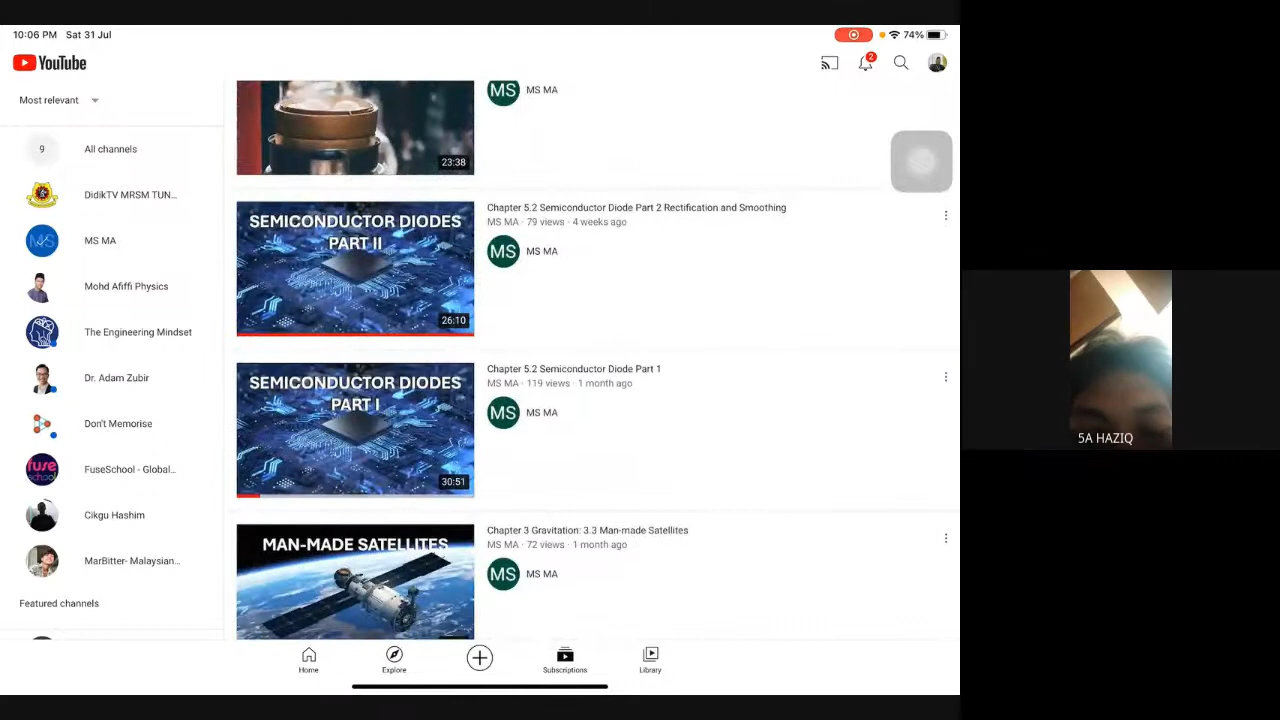 10:06 PM Sat 31 Jul
74%
YouTube
2
Most relevant
9
All channels
DidikTV MRSM TUN...
MS MA
Mohd Afiffi Physics
The Engineering Mindset
Dr. Adam Zubir
Don't Memorise
FuseSchool - Global...
Cikgu Hashim
MarBitter- Malaysian...
Featured channels
23:38
MS MS MA
SEMICONDUCTOR DIODES
PART II
26:10
Chapter 5.2 Semiconductor Diode Part 2 Rectification and Smoothing
MS MA · 79 views · 4 weeks ago
MS MS MA
SEMICONDUCTOR DIODES
PART I
30:51
Chapter 5.2 Semiconductor Diode Part 1
MS MA · 119 views · 1 month ago
MS MS MA
MAN-MADE SATELLITES
Chapter 3 Gravitation: 3.3 Man-made Satellites
MS MA · 72 views · 1 month ago
MS MS MA
Home
Explore
Subscriptions
Library
5A HAZIQ